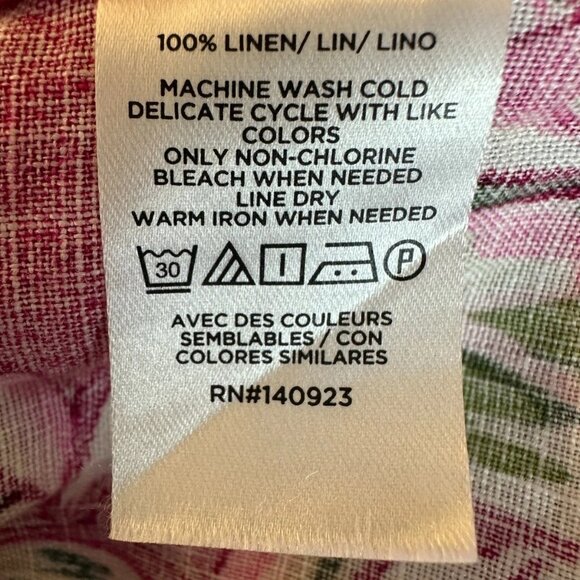 100% LINEN/ LIN/ LINO
MACHINE WASH COLD
DELICATE CYCLE WITH LIKE
COLORS
ONLY NON-CHLORINE
BLEACH WHEN NEEDED
LINE DRY
WARM IRON WHEN NEEDED
30 P
AVEC DES COULEURS
SEMBLABLES / CON
COLORES SIMILARES
RN#140923